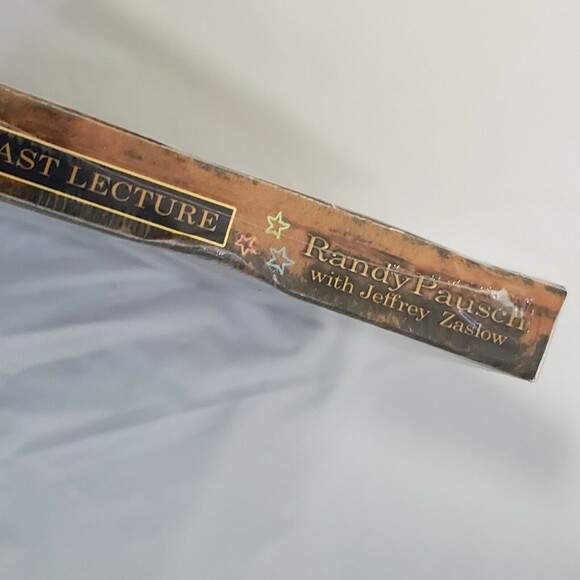 AST LECTURE
Randy Pausch
with Jeffrey Zaslow